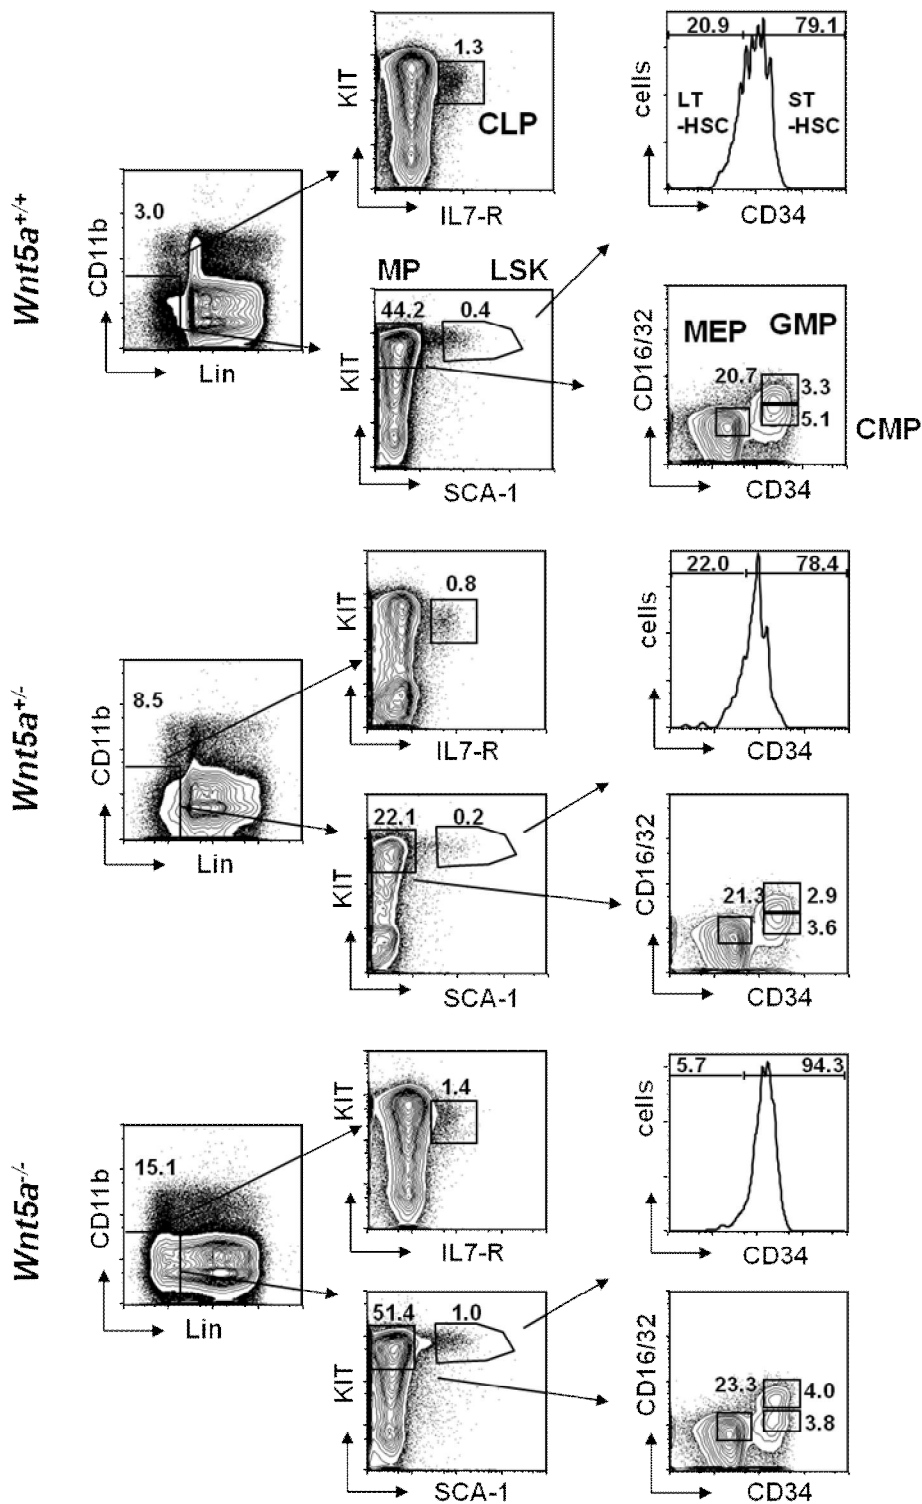 Wnt5a+/+
3.0
CD11b
Lin
1.3
KIT
CLP
IL7-R
20.9 79.1
cells
LT
-HSC
ST
-HSC
CD34
MP LSK
44.2 0.4
KIT
SCA-1
MEP GMP
CD16/32
20.7 3.3
5.1
CMP
CD34
Wnt5a+/-
8.5
CD11b
Lin
0.8
KIT
IL7-R
22.0 78.4
cells
CD34
22.1 0.2
KIT
SCA-1
CD16/32
21.3 2.9
3.6
CD34
Wnt5a-/-
15.1
CD11b
Lin
1.4
KIT
IL7-R
5.7 94.3
cells
CD34
51.4 1.0
KIT
SCA-1
CD16/32
23.3 4.0
3.8
CD34